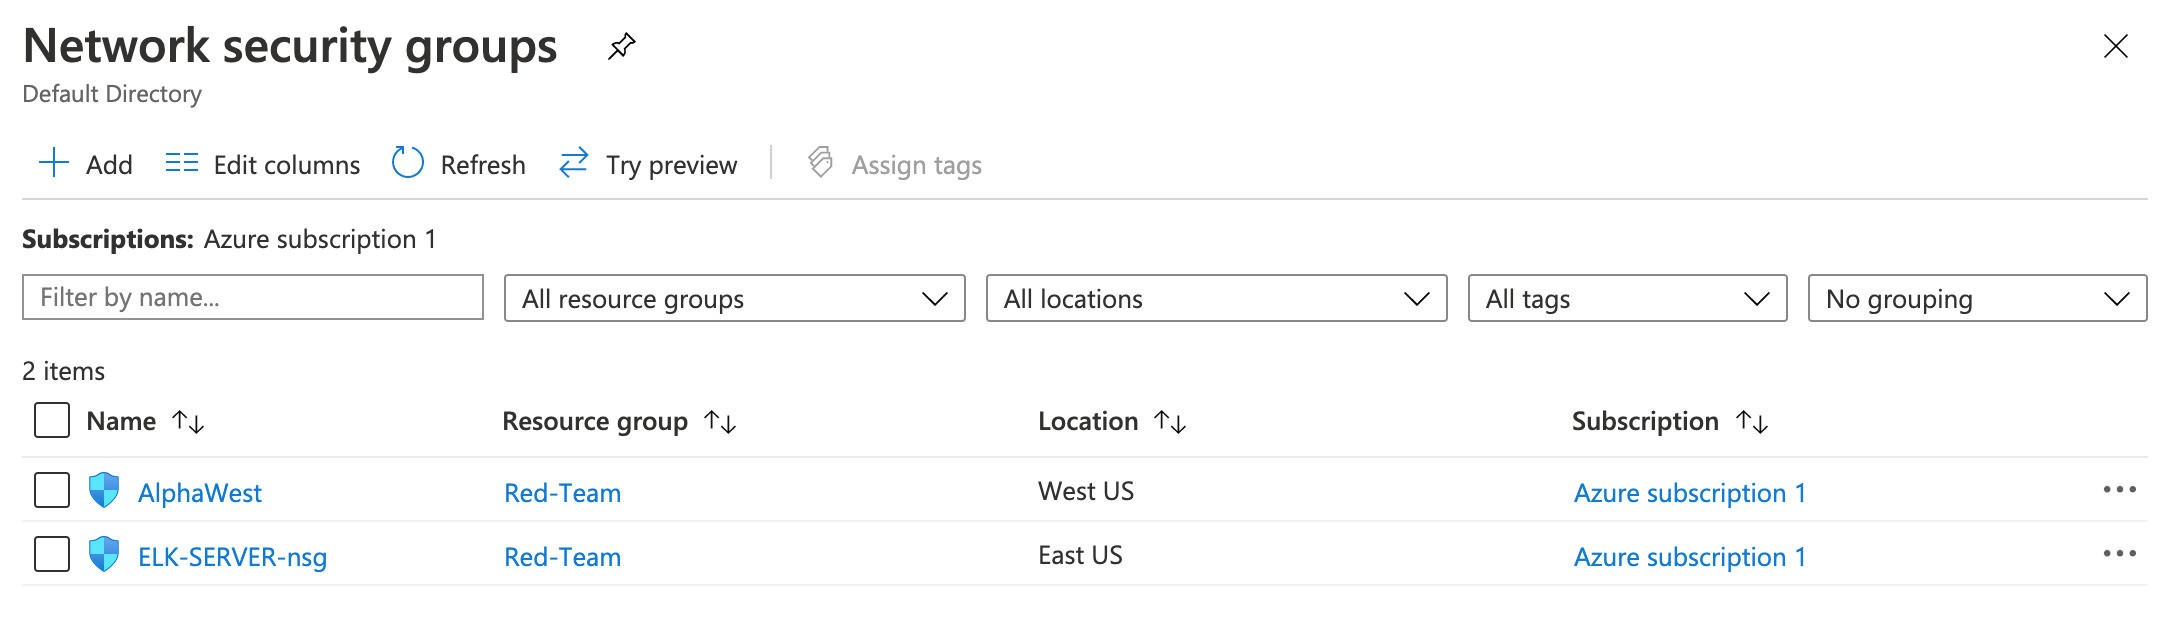 Network security groups
Default Directory
Add Edit columns Refresh Try preview Assign tags
Subscriptions: Azure subscription 1
Filter by name... All resource groups All locations All tags No grouping
2 items
Name Resource group Location Subscription
AlphaWest Red-Team West US Azure subscription 1
ELK-SERVER-nsg Red-Team East US Azure subscription 1